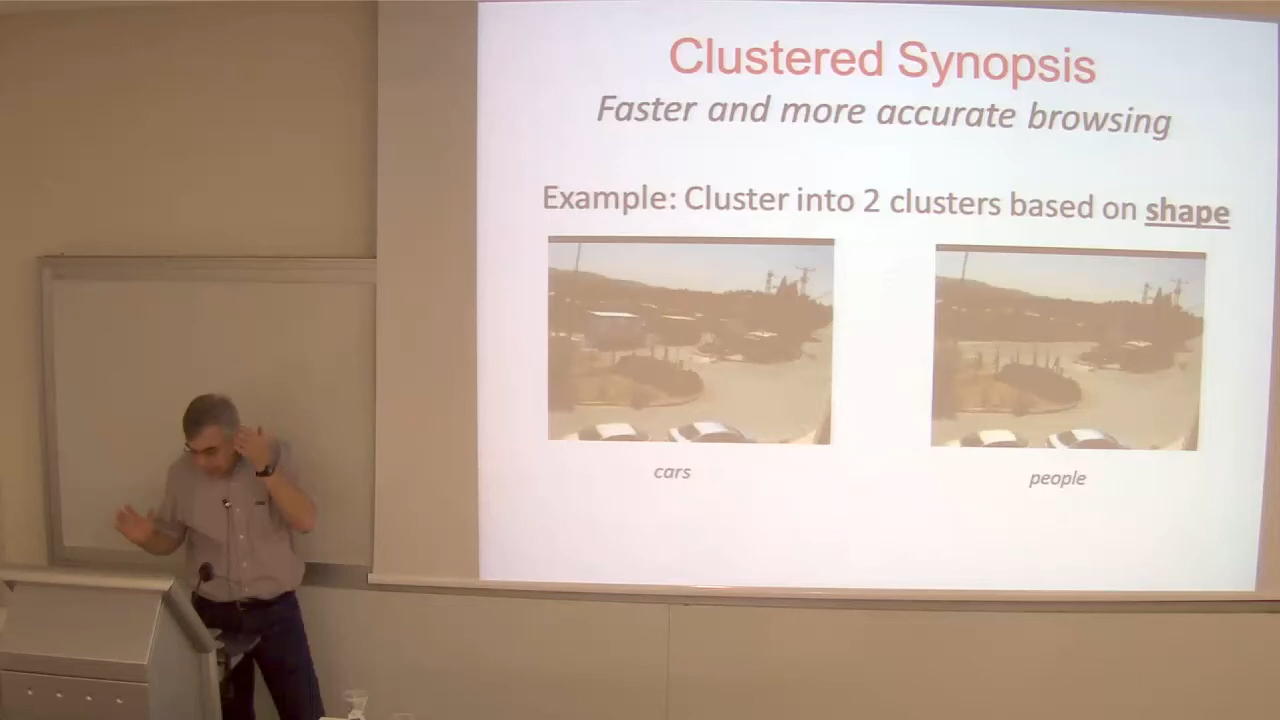 Clustered Synopsis
Faster and more accurate browsing
Example: Cluster into 2 clusters based on shape
cars
people